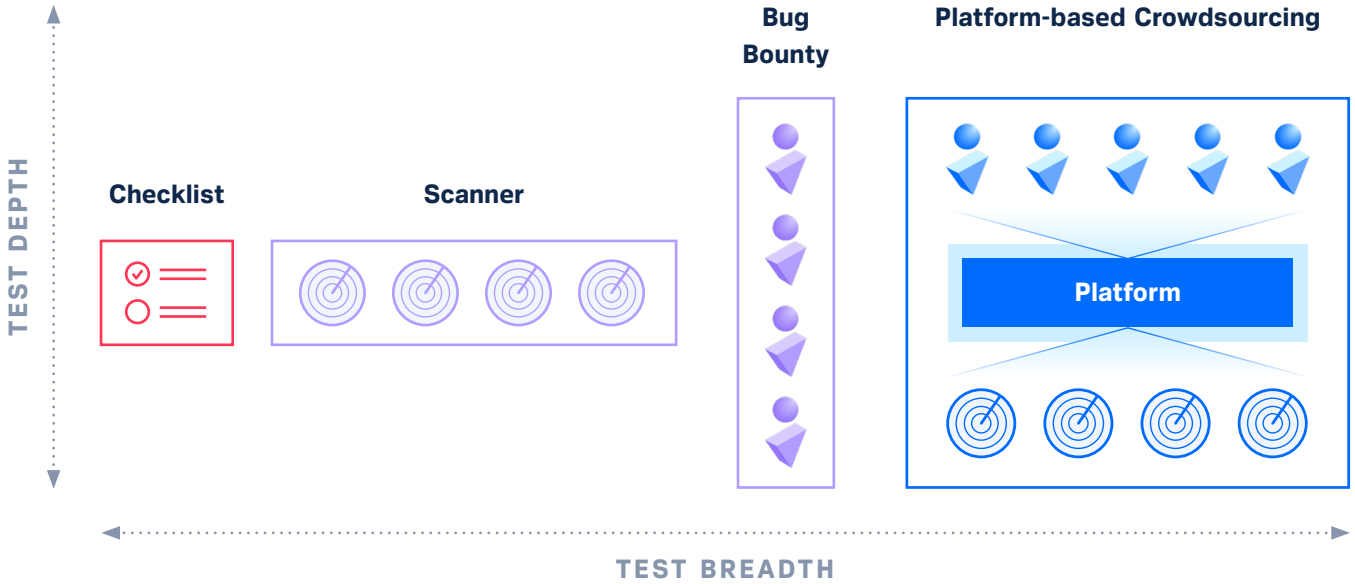 Bug
Bounty
Platform-based Crowdsourcing
Checklist
Scanner
Platform
TEST DEPTH
TEST BREADTH